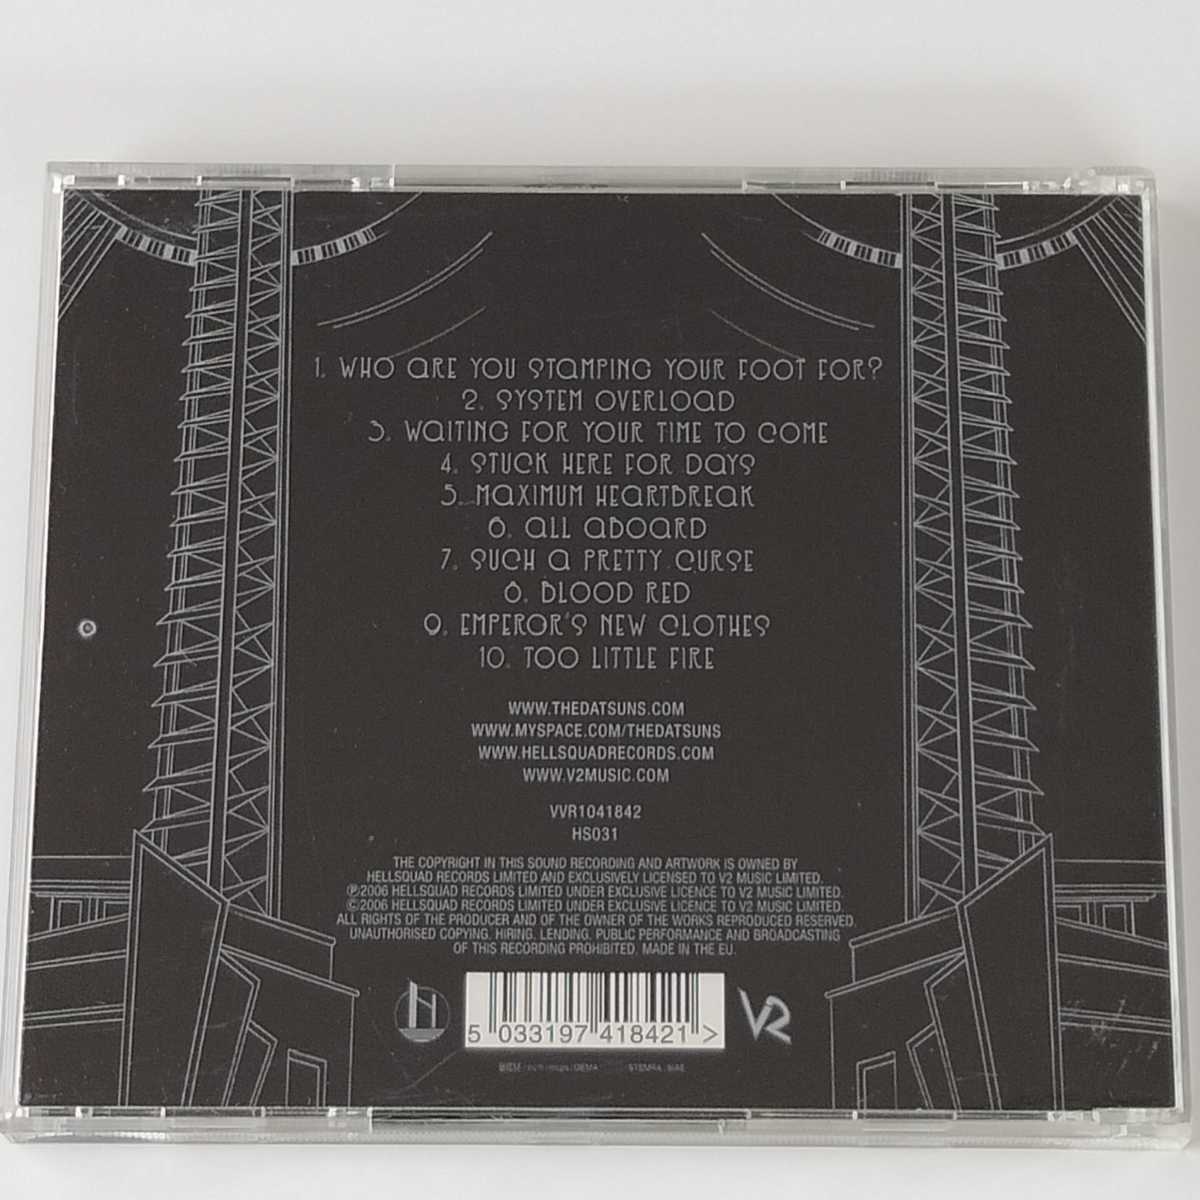 1. WHO ARE YOU STAMPING YOUR FOOT FOR?
2. SYSTEM OVERLOAD
3. WAITING FOR YOUR TIME TO COME
4. STUCK HERE FOR DAYS
5. MAXIMUM HEARTBREAK
6. ALL ABOARD
7. SUCH A PRETTY CURSE
8. BLOOD RED
9. EMPEROR'S NEW CLOTHES
10. TOO LITTLE FIRE
WWW.THEDATSUNS.COM
WWW.MYSPACE.COM/THEDATSUNS
WWW.HELLSQUADRECORDS.COM
WWW.V2MUSIC.COM
VVR1041842
HS031
THE COPYRIGHT IN THIS SOUND RECORDING AND ARTWORK IS OWNED BY
HELLSQUAD RECORDS LIMITED AND EXCLUSIVELY LICENSED TO V2 MUSIC LIMITED.
℗2006 HELLSQUAD RECORDS LIMITED UNDER EXCLUSIVE LICENCE TO V2 MUSIC LIMITED.
©2006 HELLSQUAD RECORDS LIMITED UNDER EXCLUSIVE LICENCE TO V2 MUSIC LIMITED.
ALL RIGHTS OF THE PRODUCER AND OF THE OWNER OF THE WORKS REPRODUCED RESERVED.
UNAUTHORISED COPYING, HIRING, LENDING, PUBLIC PERFORMANCE AND BROADCASTING
OF THIS RECORDING PROHIBITED. MADE IN THE EU.
5 033197 418421 >
V2